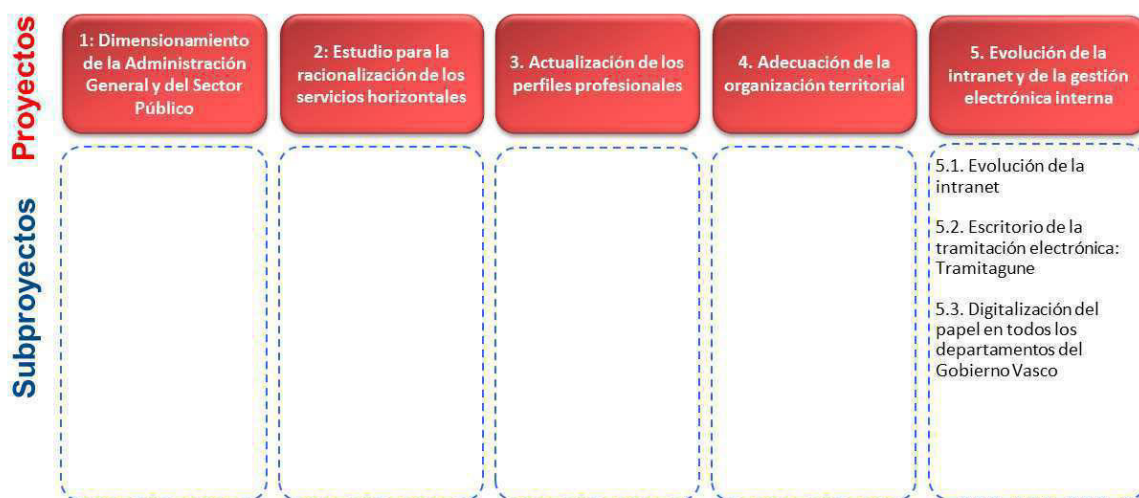 Proyectos
1: Dimensionamiento
de la Administración
General y del Sector
Público
2: Estudio para la
racionalización de los
servicios horizontales
3. Actualización de los
perfiles profesionales
4. Adecuación de la
organización territorial
5. Evolución de la
intranet y de la gestión
electrónica interna
Subproyectos
5.1. Evolución de la
intranet
5.2. Escritorio de la
tramitación electrónica:
Tramitagune
5.3. Digitalización del
papel en todos los
departamentos del
Gobierno Vasco